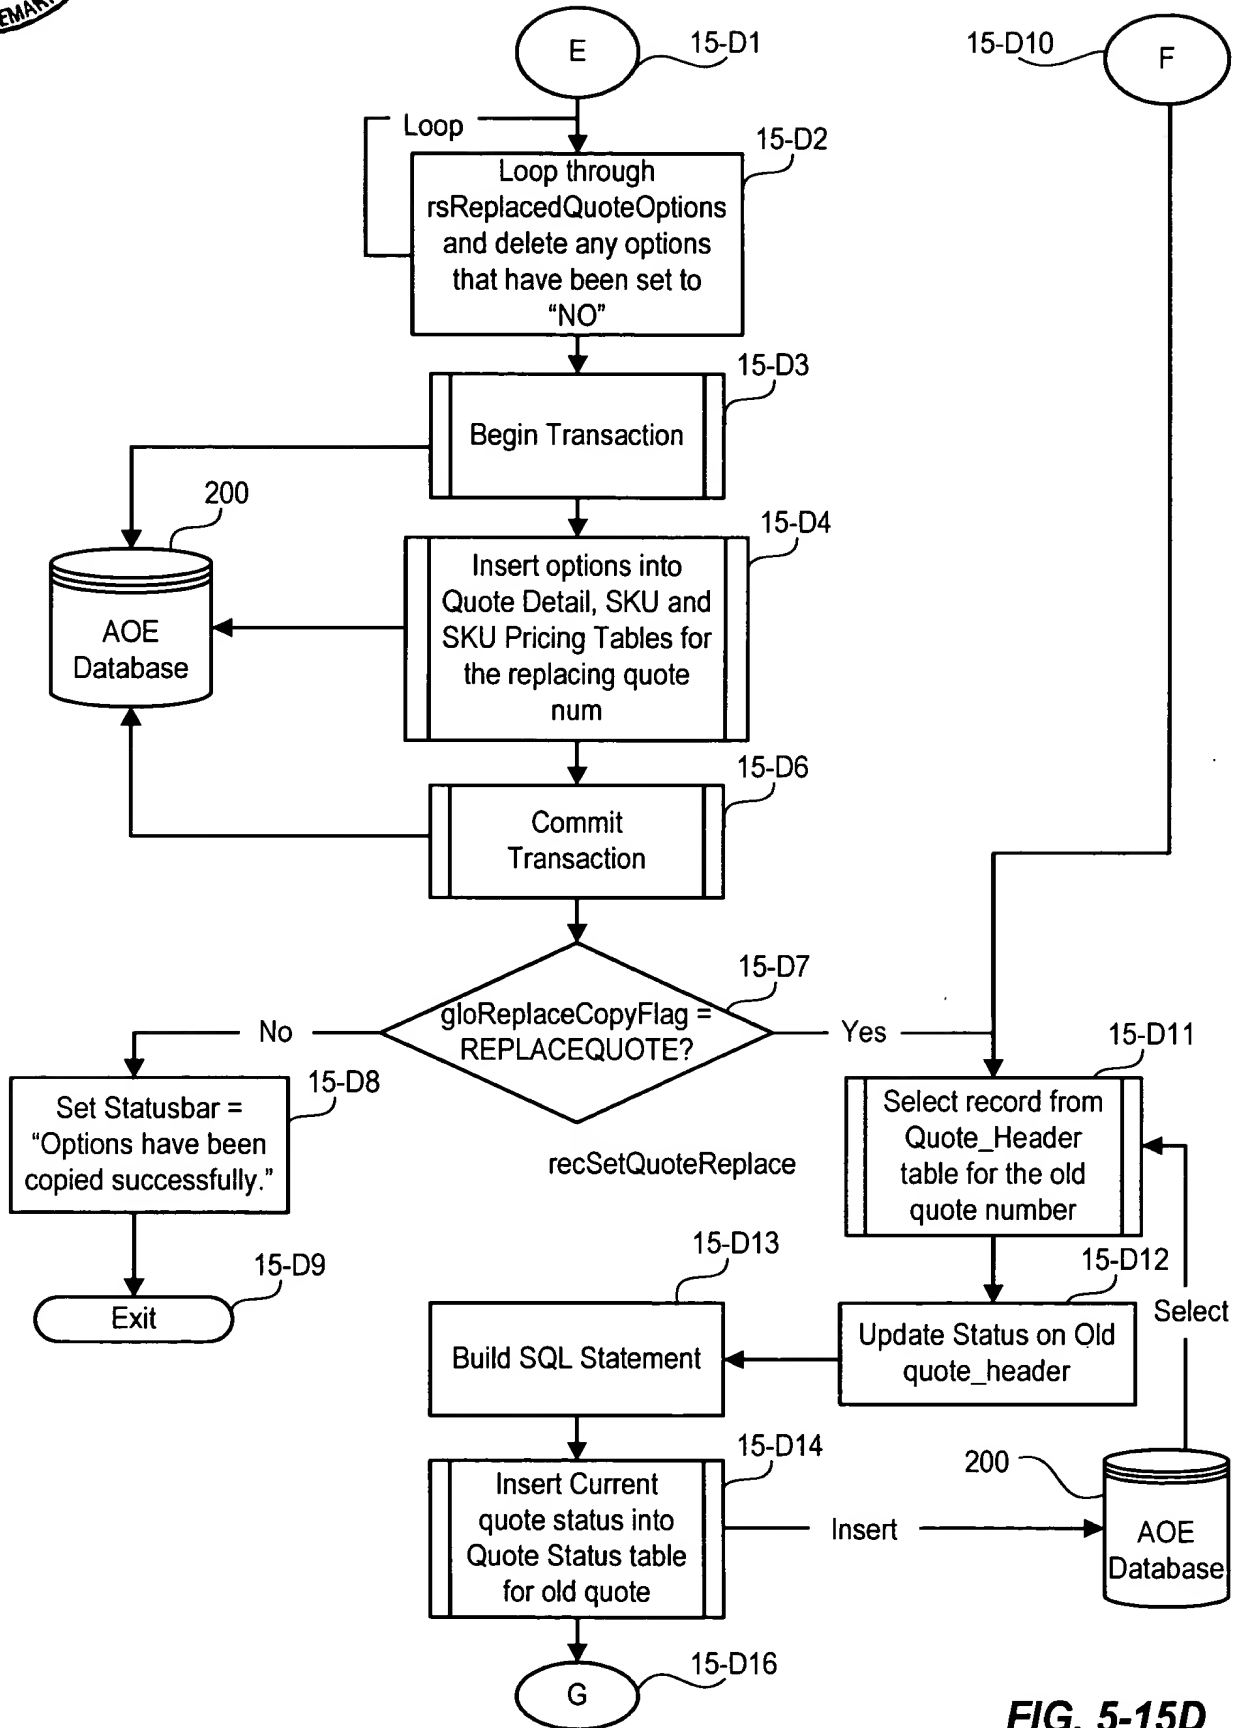 EMAR
E
15-D1
15-D10
F
Loop
15-D2
Loop through
rsReplacedQuoteOptions
and delete any options
that have been set to
“NO”
15-D3
Begin Transaction
200
AOE
Database
15-D4
Insert options into
Quote Detail, SKU and
SKU Pricing Tables for
the replacing quote
num
15-D6
Commit
Transaction
15-D7
gloReplaceCopyFlag =
REPLACEQUOTE?
No
Yes
15-D8
Set Statusbar =
“Options have been
copied successfully.”
15-D9
Exit
recSetQuoteReplace
15-D11
Select record from
Quote_Header
table for the old
quote number
15-D12
Update Status on Old
quote_header
Select
15-D13
Build SQL Statement
15-D14
Insert Current
quote status into
Quote Status table
for old quote
Insert
200
AOE
Database
15-D16
G
FIG. 5-15D